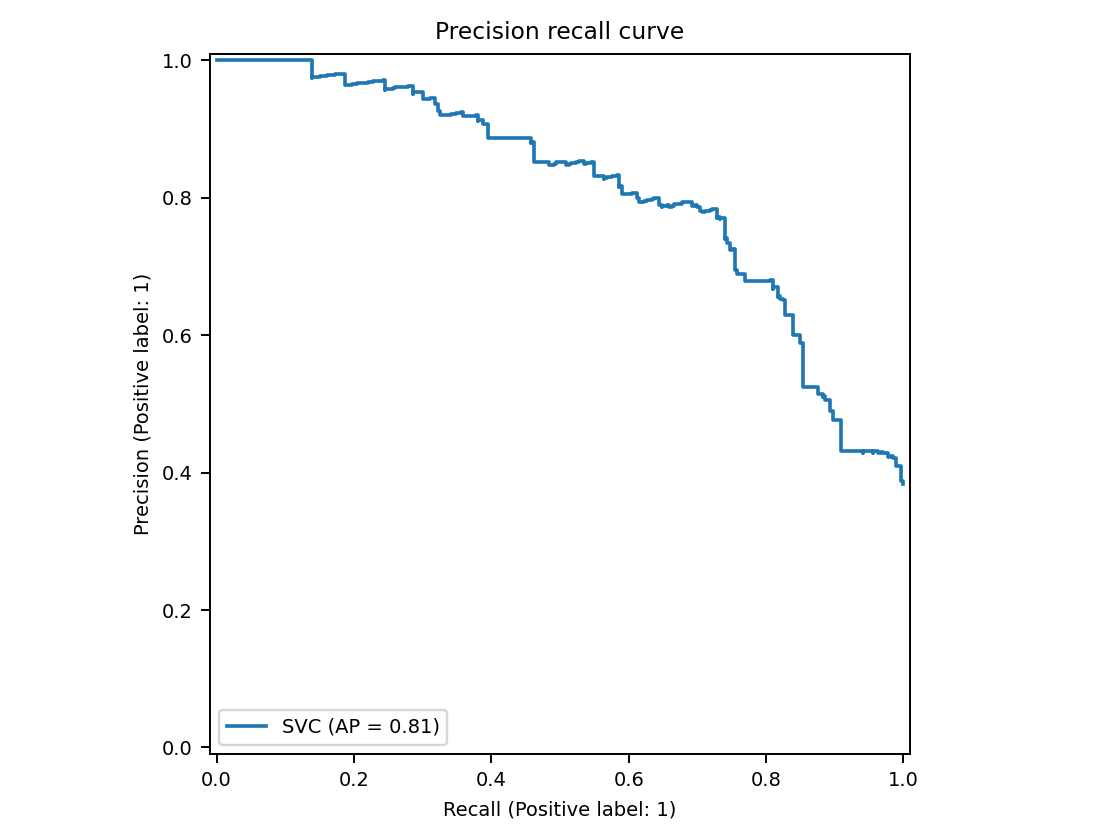 Precision recall curve
1.0
0.8
0.6
0.4
0.2
0.0
Precision (Positive label: 1)
SVC (AP = 0.81)
0.0 0.2 0.4 0.6 0.8 1.0
Recall (Positive label: 1)